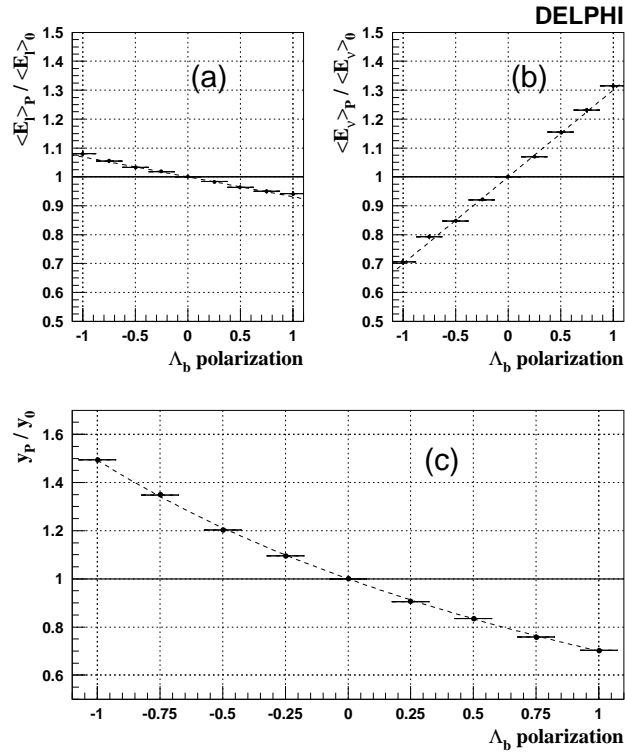 DELPHI
<E_l>_P / <E_l>_0
1.5
1.4
1.3
1.2
1.1
1
0.9
0.8
0.7
0.6
0.5
(a)
-1 -0.5 0 0.5 1
Λ_b polarization
<E_ν>_P / <E_ν>_0
1.5
1.4
1.3
1.2
1.1
1
0.9
0.8
0.7
0.6
0.5
(b)
-1 -0.5 0 0.5 1
Λ_b polarization
y_P / y_0
1.6
1.4
1.2
1
0.8
0.6
(c)
-1 -0.75 -0.5 -0.25 0 0.25 0.5 0.75 1
Λ_b polarization